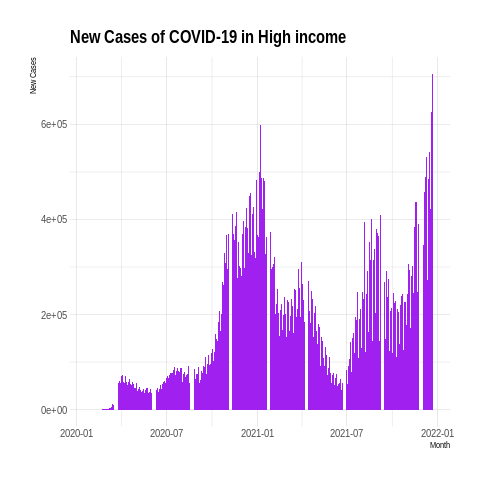 New Cases of COVID-19 in High income
New Cases
6e+05
4e+05
2e+05
0e+00
2020-01 2020-07 2021-01 2021-07 2022-01
Month